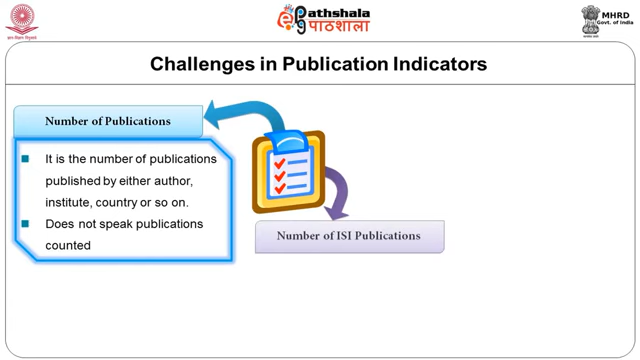 Pathshala
पाठशाला
MHRD
Govt. of India
Challenges in Publication Indicators
Number of Publications
It is the number of publications
published by either author,
institute, country or so on.
Does not speak publications
counted
Number of ISI Publications